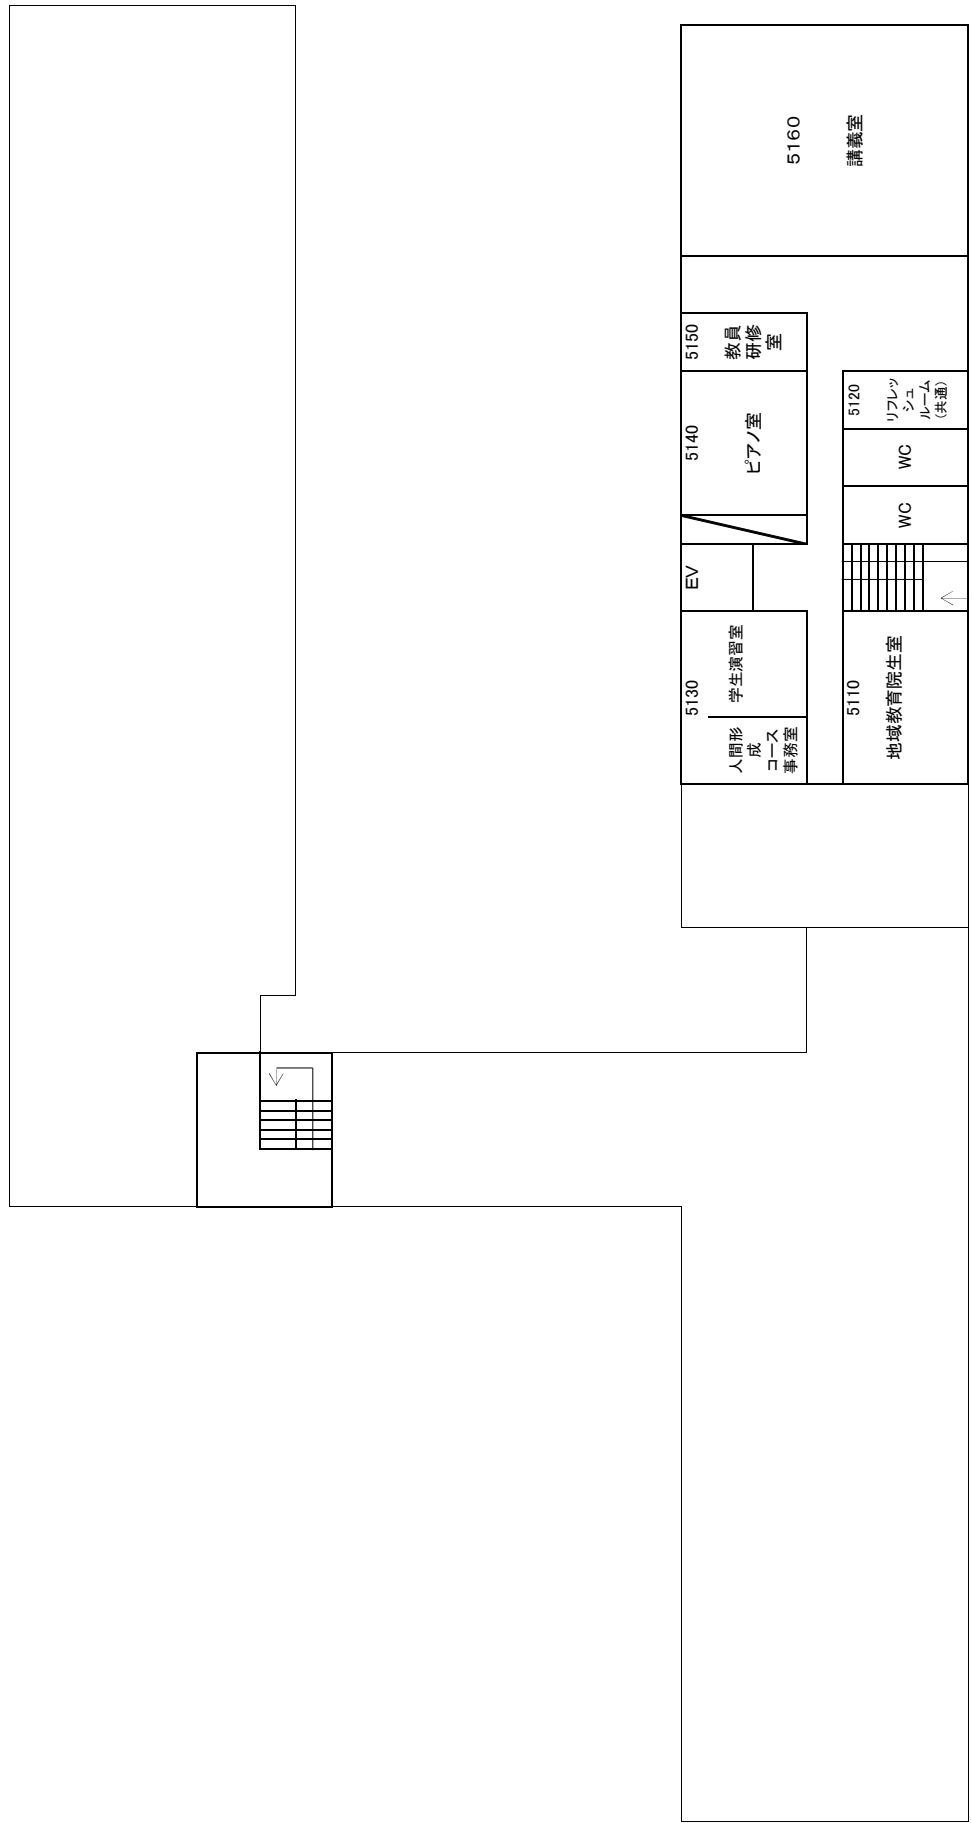 5130
人間形
成
コース
事務室
学生演習室
EV
5140
ピアノ室
5150
教員
研修
室
5160
講義室
5110
地域教育院生室
WC
WC
5120
リフレッ
シュ
ルーム
(共通)